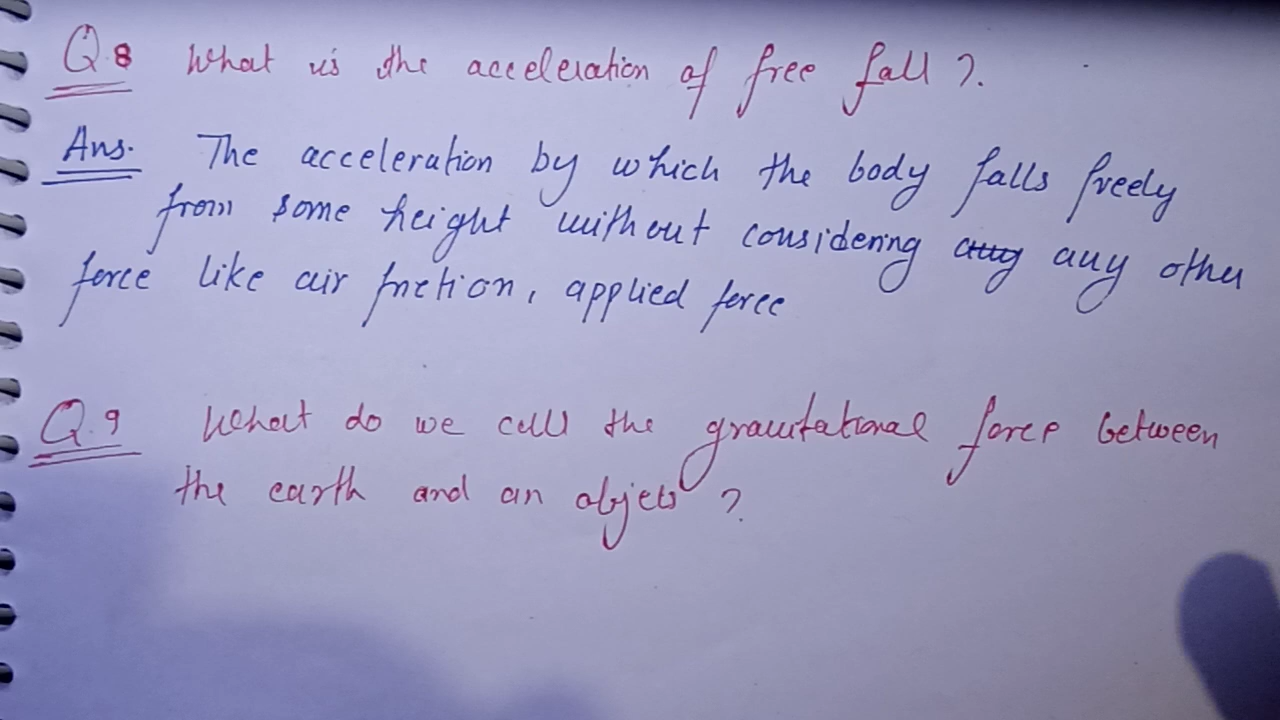 Q.8 What is the acceleration of free fall ?.
Ans. The acceleration by which the body falls freely
from some height without considering any any other
force like air friction, applied force
Q.9 What do we call the gravitational force between
the earth and an objets ?